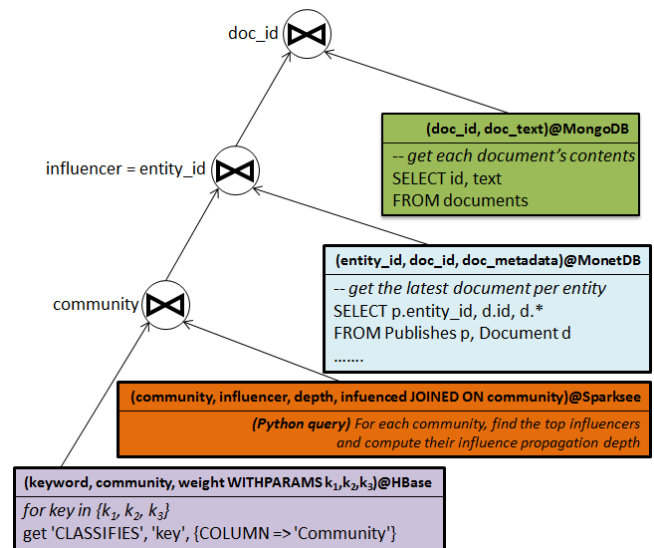 doc_id
(doc_id, doc_text)@MongoDB
-- get each document's contents
SELECT id, text
FROM documents
influencer = entity_id
(entity_id, doc_id, doc_metadata)@MonetDB
-- get the latest document per entity
SELECT p.entity_id, d.id, d.*
FROM Publishes p, Document d
.......
community
(community, influencer, depth, infuenced JOINED ON community)@Sparksee
(Python query) For each community, find the top influencers
and compute their influence propagation depth
(keyword, community, weight WITHPARAMS k₁,k₂,k₃)@HBase
for key in {k₁, k₂, k₃}
get 'CLASSIFIES', 'key', {COLUMN => 'Community'}